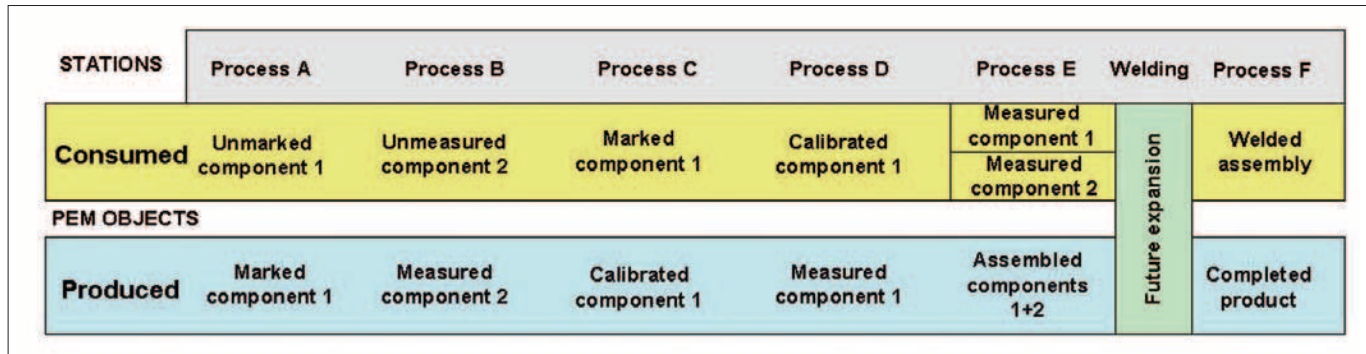 STATIONS Process A Process B Process C Process D Process E Welding Process F
Consumed
Unmarked
component 1
Unmeasured
component 2
Marked
component 1
Calibrated
component 1
Measured
component 1
Measured
component 2
Future expansion
Welded
assembly
PEM OBJECTS
Produced
Marked
component 1
Measured
component 2
Calibrated
component 1
Measured
component 1
Assembled
components
1+2
Completed
product